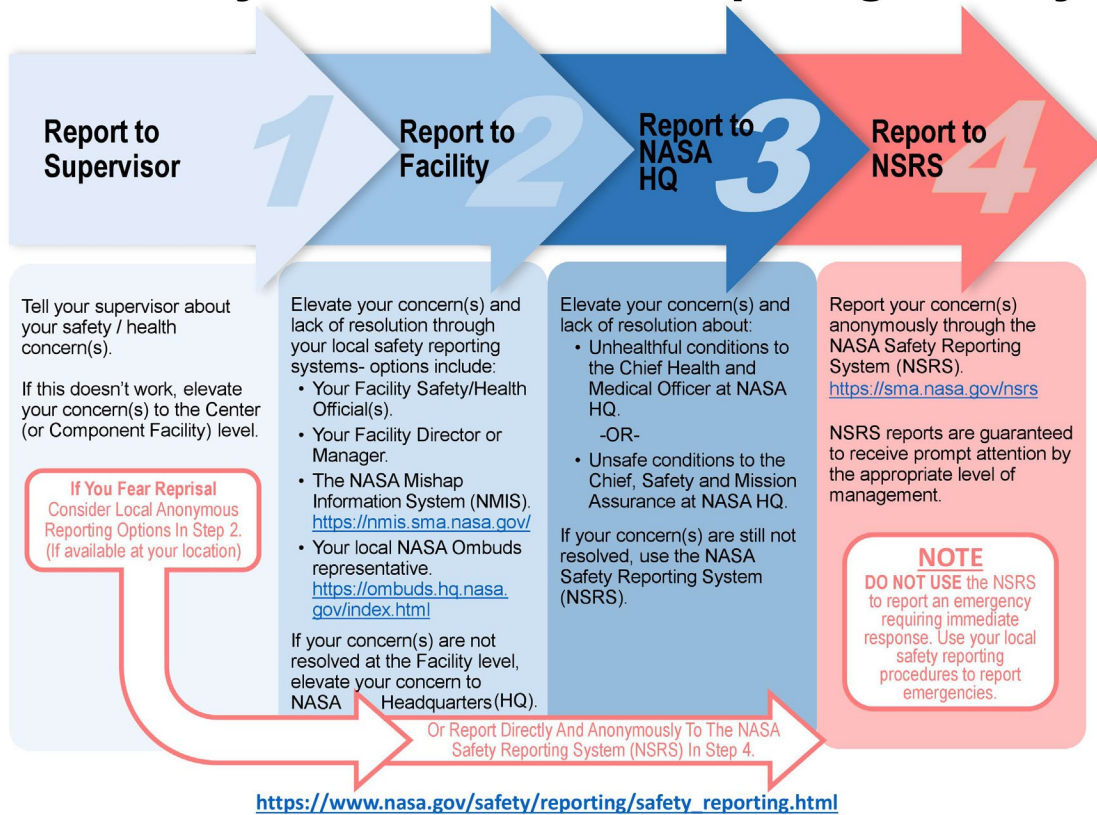 Report to
Supervisor
1
Report to
Facility
2
Report to
NASA
HQ
3
Report to
NSRS
4
Tell your supervisor about
your safety / health
concern(s).
If this doesn't work, elevate
your concern(s) to the Center
(or Component Facility) level.
If You Fear Reprisal
Consider Local Anonymous
Reporting Options In Step 2.
(If available at your location)
Elevate your concern(s) and
lack of resolution through
your local safety reporting
systems- options include:
• Your Facility Safety/Health
Official(s).
• Your Facility Director or
Manager.
• The NASA Mishap
Information System (NMIS).
https://nmis.sma.nasa.gov/
• Your local NASA Ombuds
representative.
https://ombuds.hq.nasa.
gov/index.html
If your concern(s) are not
resolved at the Facility level,
elevate your concern to
NASA Headquarters (HQ).
Elevate your concern(s) and
lack of resolution about:
• Unhealthful conditions to
the Chief Health and
Medical Officer at NASA
HQ.
-OR-
• Unsafe conditions to the
Chief, Safety and Mission
Assurance at NASA HQ.
If your concern(s) are still not
resolved, use the NASA
Safety Reporting System
(NSRS).
Report your concern(s)
anonymously through the
NASA Safety Reporting
System (NSRS).
https://sma.nasa.gov/nsrs
NSRS reports are guaranteed
to receive prompt attention by
the appropriate level of
management.
NOTE
DO NOT USE the NSRS
to report an emergency
requiring immediate
response. Use your local
safety reporting
procedures to report
emergencies.
Or Report Directly And Anonymously To The NASA
Safety Reporting System (NSRS) In Step 4.
https://www.nasa.gov/safety/reporting/safety_reporting.html